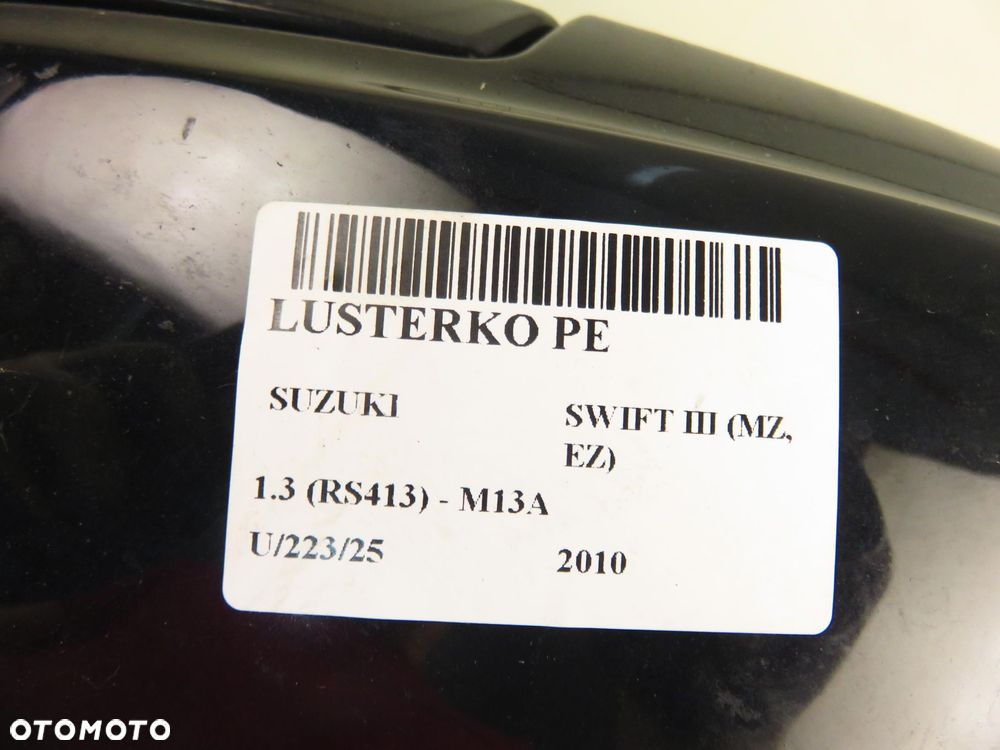 LUSTERKO PE
SUZUKI
SWIFT III (MZ,
EZ)
1.3 (RS413) - M13A
U/223/25
2010
OTOMOTO